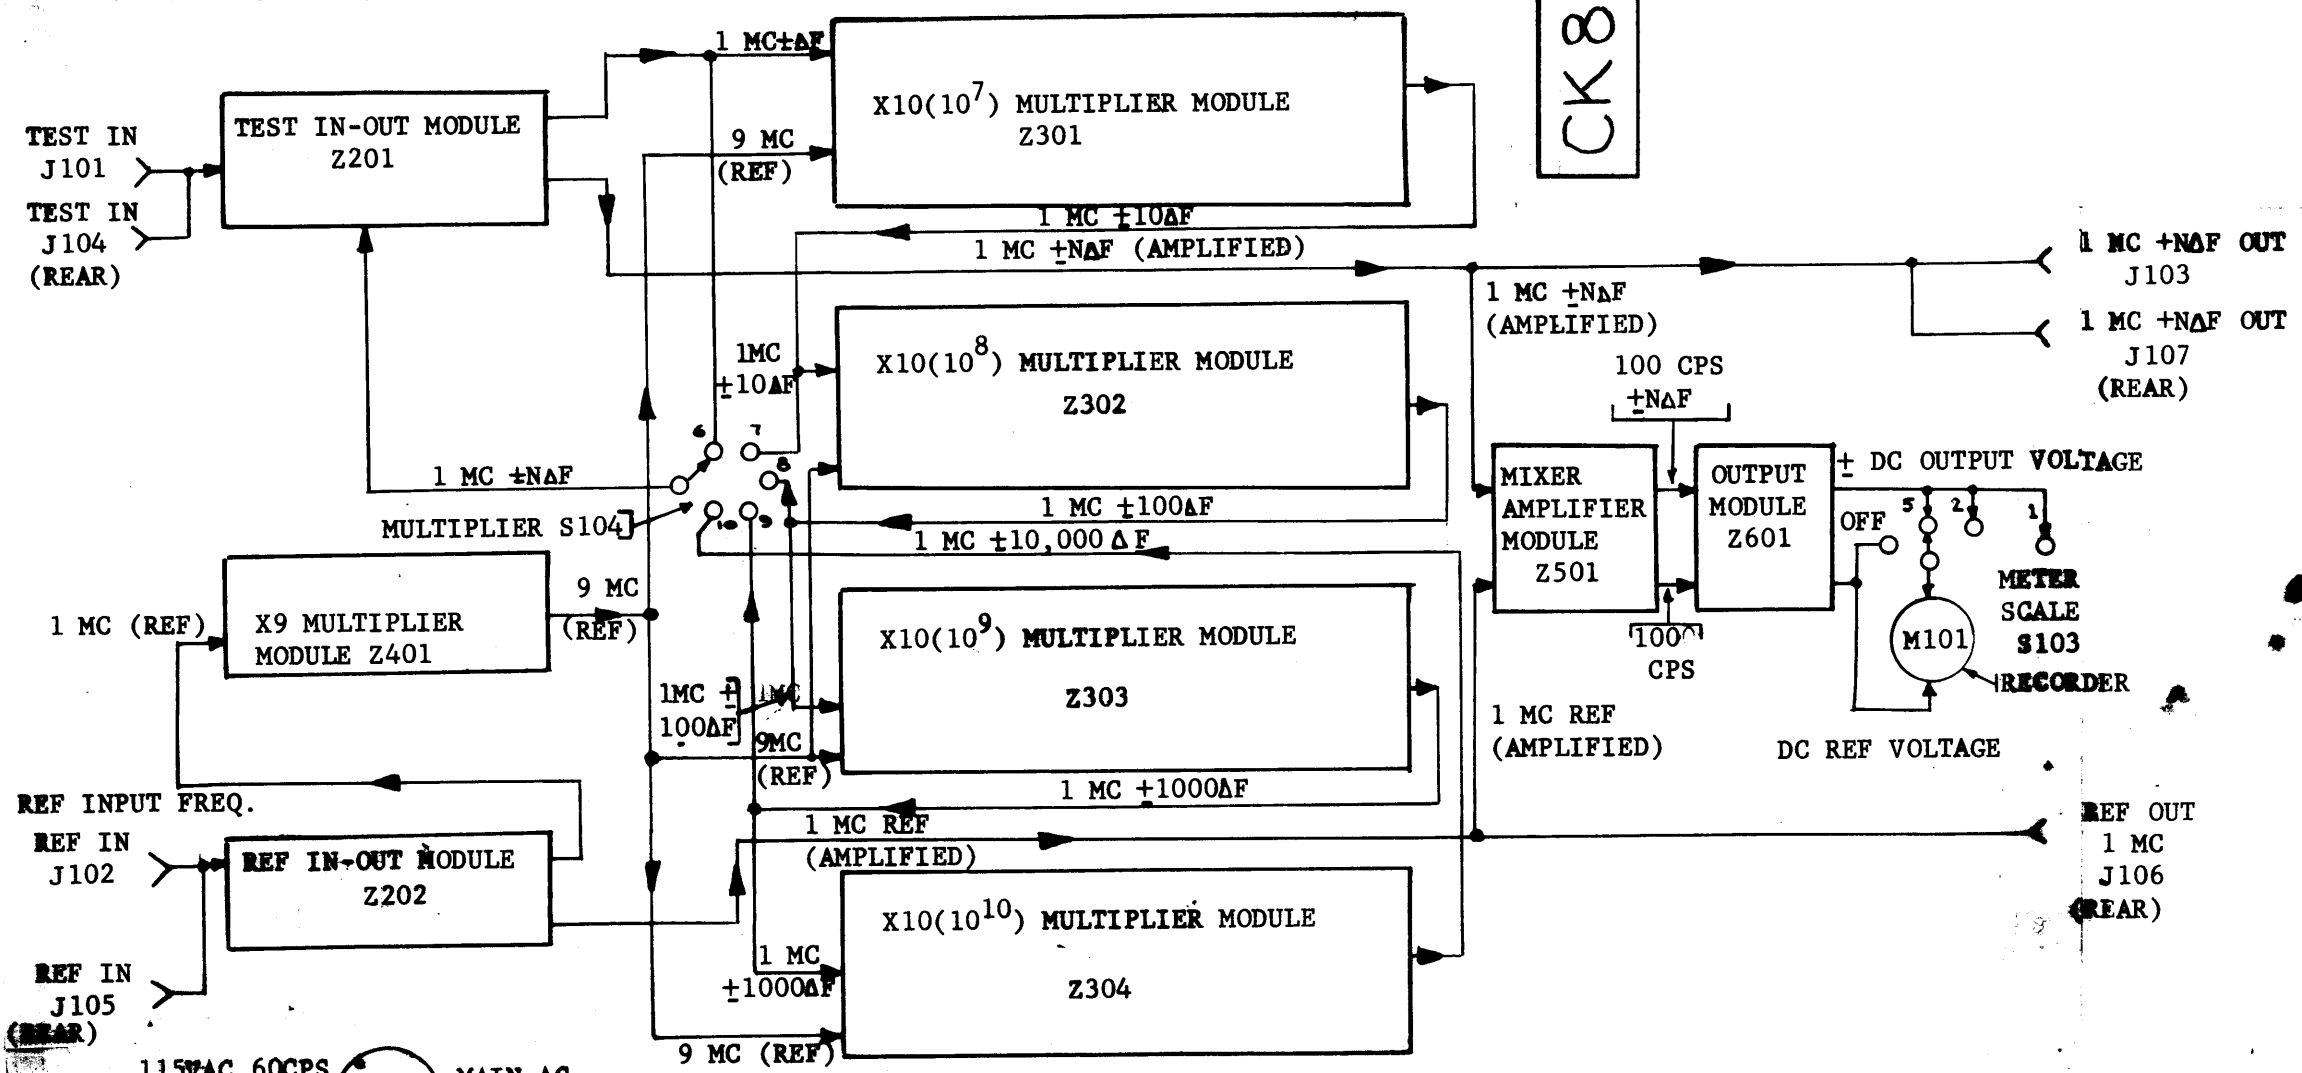 CK8
1 MC±ΔF
X10(10⁷) MULTIPLIER MODULE
Z301
TEST IN
J101
TEST IN
J104
(REAR)
TEST IN-OUT MODULE
Z201
9 MC
(REF)
1 MC ±10ΔF
1 MC ±NΔF (AMPLIFIED)
1 MC +NΔF OUT
J103
1 MC ±NΔF
(AMPLIFIED)
1 MC +NΔF OUT
J107
(REAR)
1MC
±10ΔF
X10(10⁸) MULTIPLIER MODULE
Z302
100 CPS
±NΔF
6
7
8
10
9
1 MC ±NΔF
MULTIPLIER S104
1 MC ±100ΔF
1 MC ±10,000 ΔF
MIXER
AMPLIFIER
MODULE
Z501
OUTPUT
MODULE
Z601
± DC OUTPUT VOLTAGE
OFF
5
2
1
METER
SCALE
S103
M101
RECORDER
100
CPS
DC REF VOLTAGE
1 MC (REF)
X9 MULTIPLIER
MODULE Z401
9 MC
(REF)
X10(10⁹) MULTIPLIER MODULE
Z303
1MC ±
100ΔF
1MC
9MC
(REF)
1 MC ±1000ΔF
1 MC REF
(AMPLIFIED)
1 MC REF
(AMPLIFIED)
REF INPUT FREQ.
REF IN
J102
REF IN-OUT MODULE
Z202
REF IN
J105
(REAR)
REF OUT
1 MC
J106
(REAR)
X10(10¹⁰) MULTIPLIER MODULE
Z304
1 MC
±1000ΔF
9 MC (REF)
115VAC 60CPS
MAIN AC